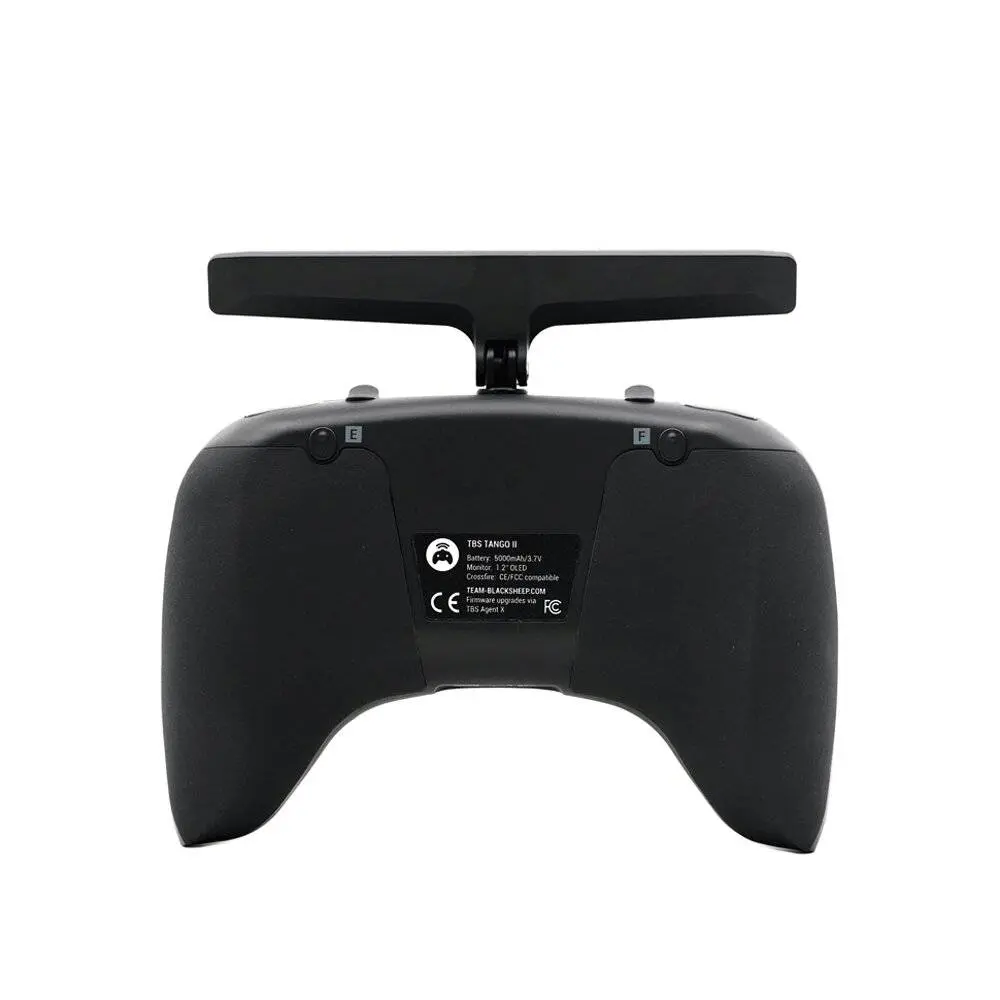 E
F
TBS TANGO II
Battery: 5000mAh/3.7V
Monitor: 1.2" OLED
Crossfire: CE/FCC compatible
TEAM-BLACKSHEEP.COM
Firmware upgrades via
TBS Agent X
CE
FC